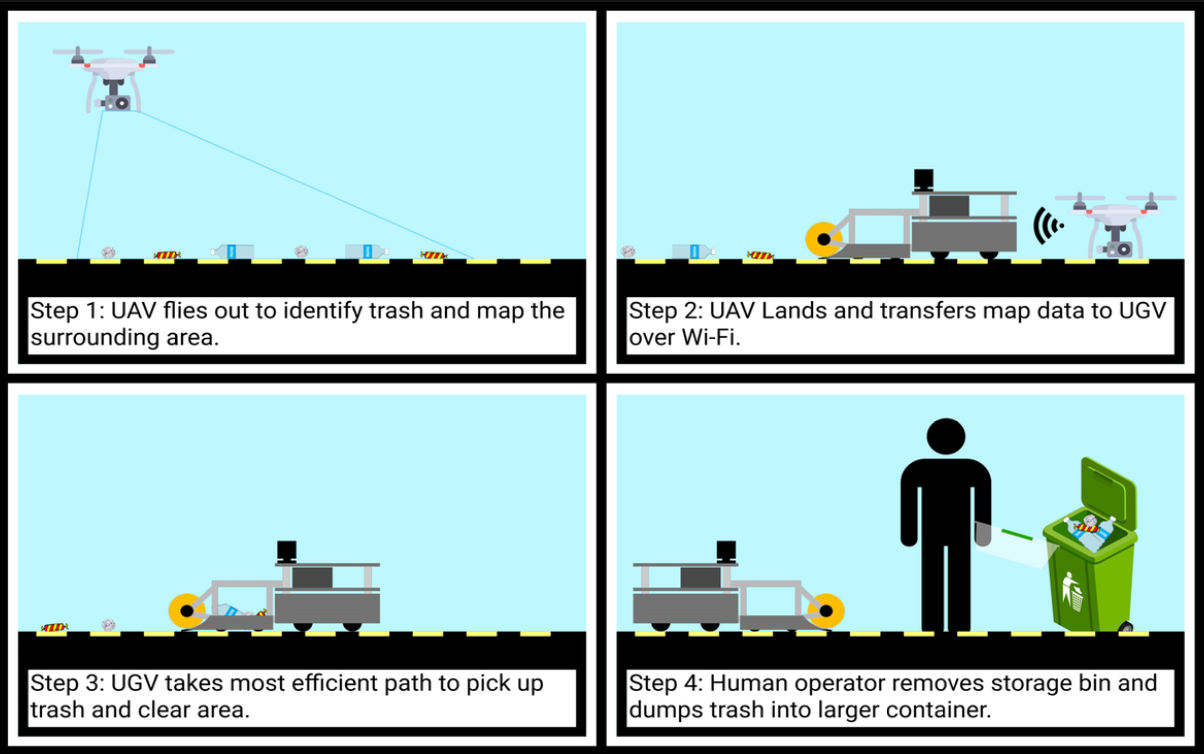 Step 1: UAV flies out to identify trash and map the
surrounding area.
Step 2: UAV Lands and transfers map data to UGV
over Wi-Fi.
Step 3: UGV takes most efficient path to pick up
trash and clear area.
Step 4: Human operator removes storage bin and
dumps trash into larger container.